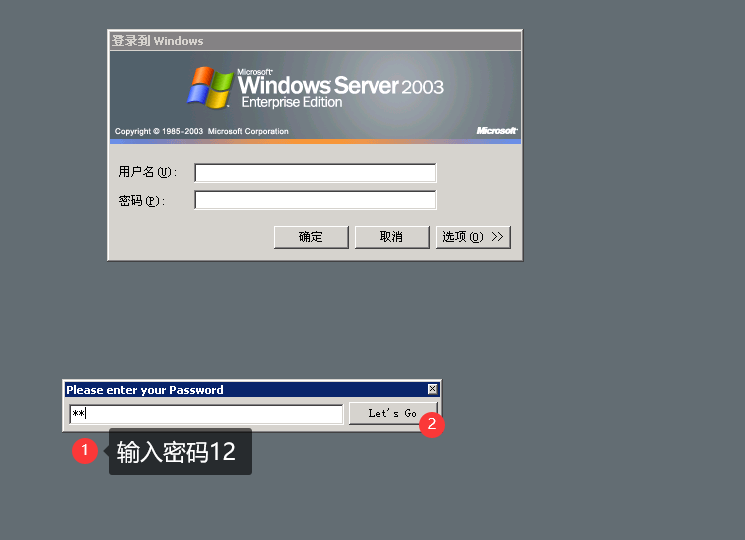 登录到 Windows
Microsoft
Windows Server 2003
Enterprise Edition
Copyright © 1985-2003 Microsoft Corporation
Microsoft
用户名(U):
密码(P):
确定
取消
选项(O) >>
Please enter your Password
**
Let's Go
2
1
输入密码12